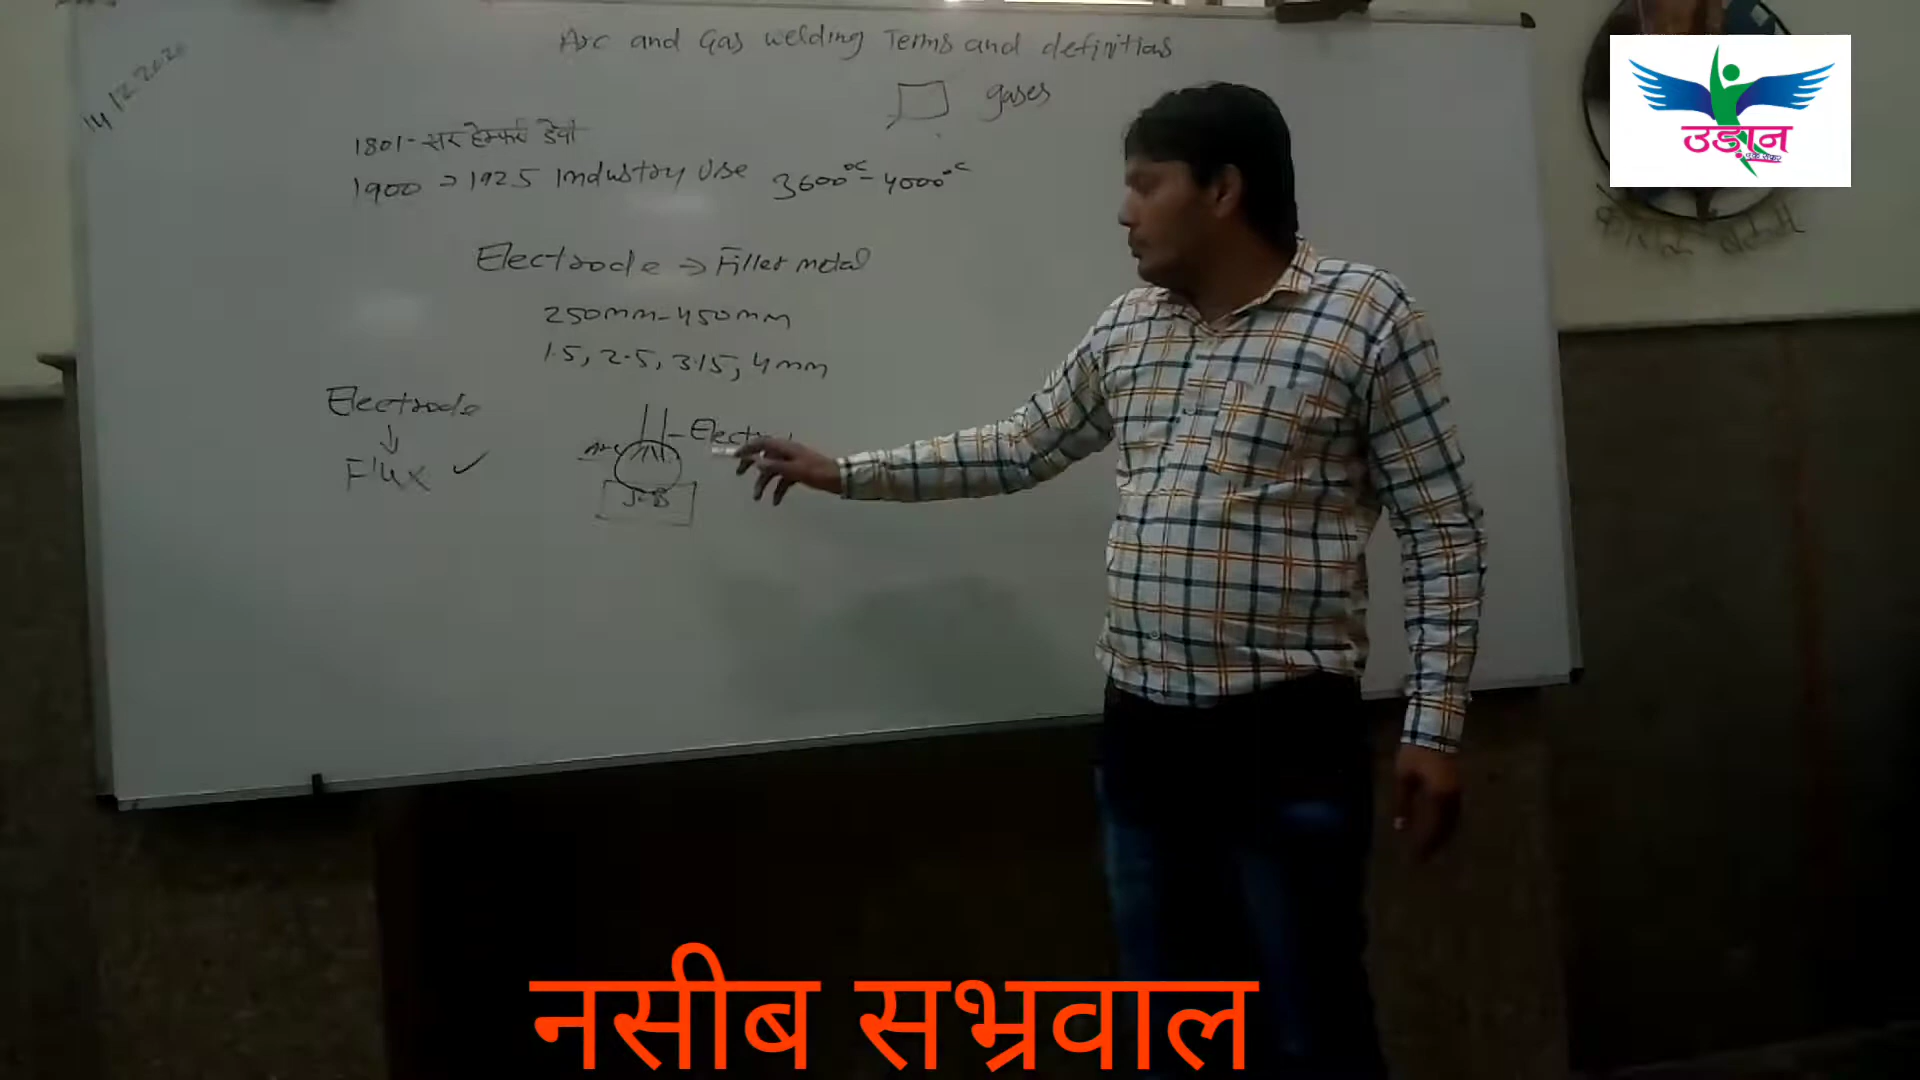 Arc and Gas welding Terms and definitions
14/12/2020
gases
1801- सर हेम्फरी डेवी
1900 → 1925 Industry Use 3600°C - 4000°C
Electrode → Filler metal
250mm-450mm
1.5, 2.5, 3.15, 4mm
Electrode
Flux ✓
Arc
Job
उड़ान
नसीब सभ्रवाल